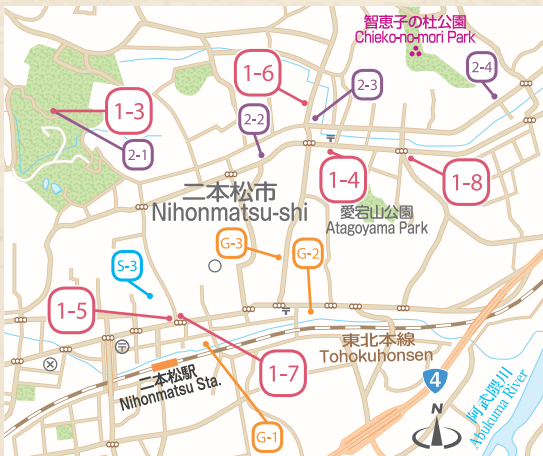 智恵子の杜公園
Chieko-no-mori Park
1-6
2-4
2-3
1-3
2-2
2-1
1-4
1-8
二本松市
Nihonmatsu-shi
愛宕山公園
Atagoyama Park
G-3
G-2
S-3
1-5
東北本線
Tohokuhonsen
二本松駅
Nihonmatsu Sta.
1-7
4
阿武隈川
Abukuma River
G-1
N